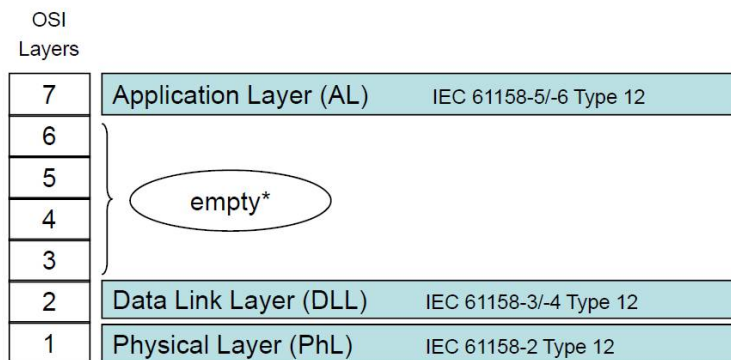 OSI
Layers
7 Application Layer (AL) IEC 61158-5/-6 Type 12
6
5
empty*
4
3
2 Data Link Layer (DLL) IEC 61158-3/-4 Type 12
1 Physical Layer (PhL) IEC 61158-2 Type 12